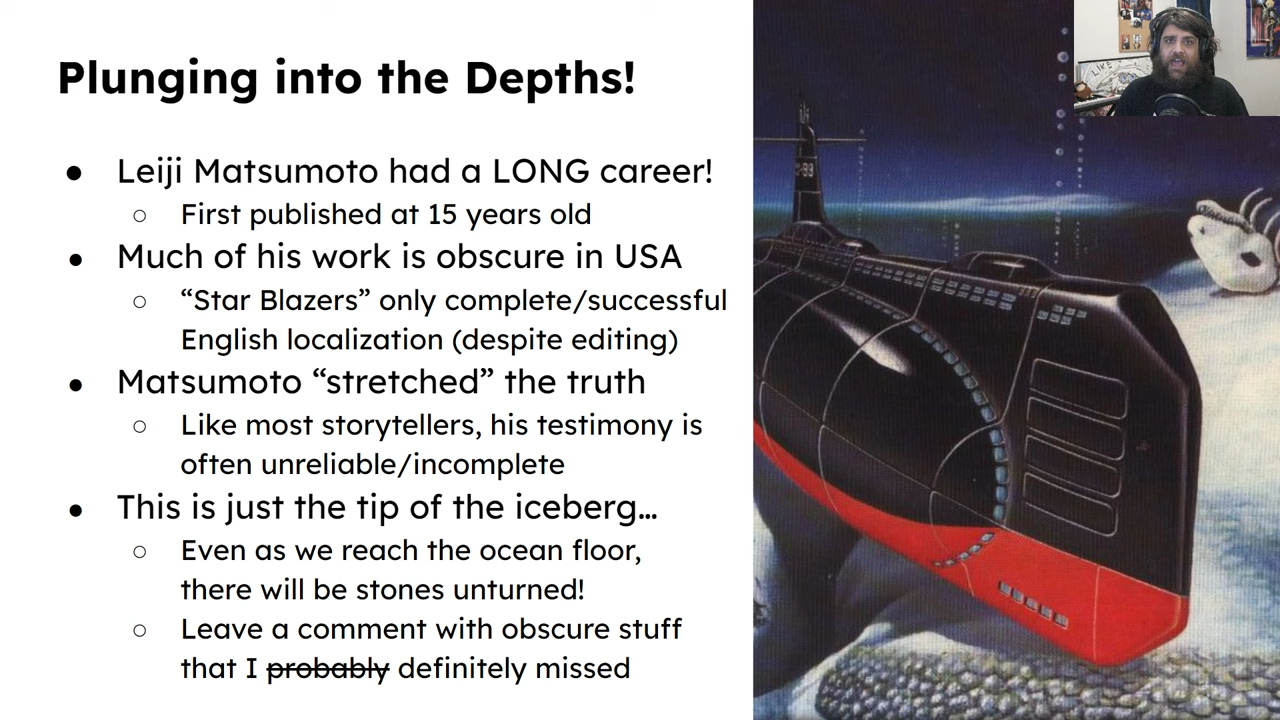 Plunging into the Depths!
● Leiji Matsumoto had a LONG career!
○ First published at 15 years old
● Much of his work is obscure in USA
○ “Star Blazers” only complete/successful
English localization (despite editing)
● Matsumoto “stretched” the truth
○ Like most storytellers, his testimony is
often unreliable/incomplete
● This is just the tip of the iceberg…
○ Even as we reach the ocean floor,
there will be stones unturned!
○ Leave a comment with obscure stuff
that I probably definitely missed
LIKE